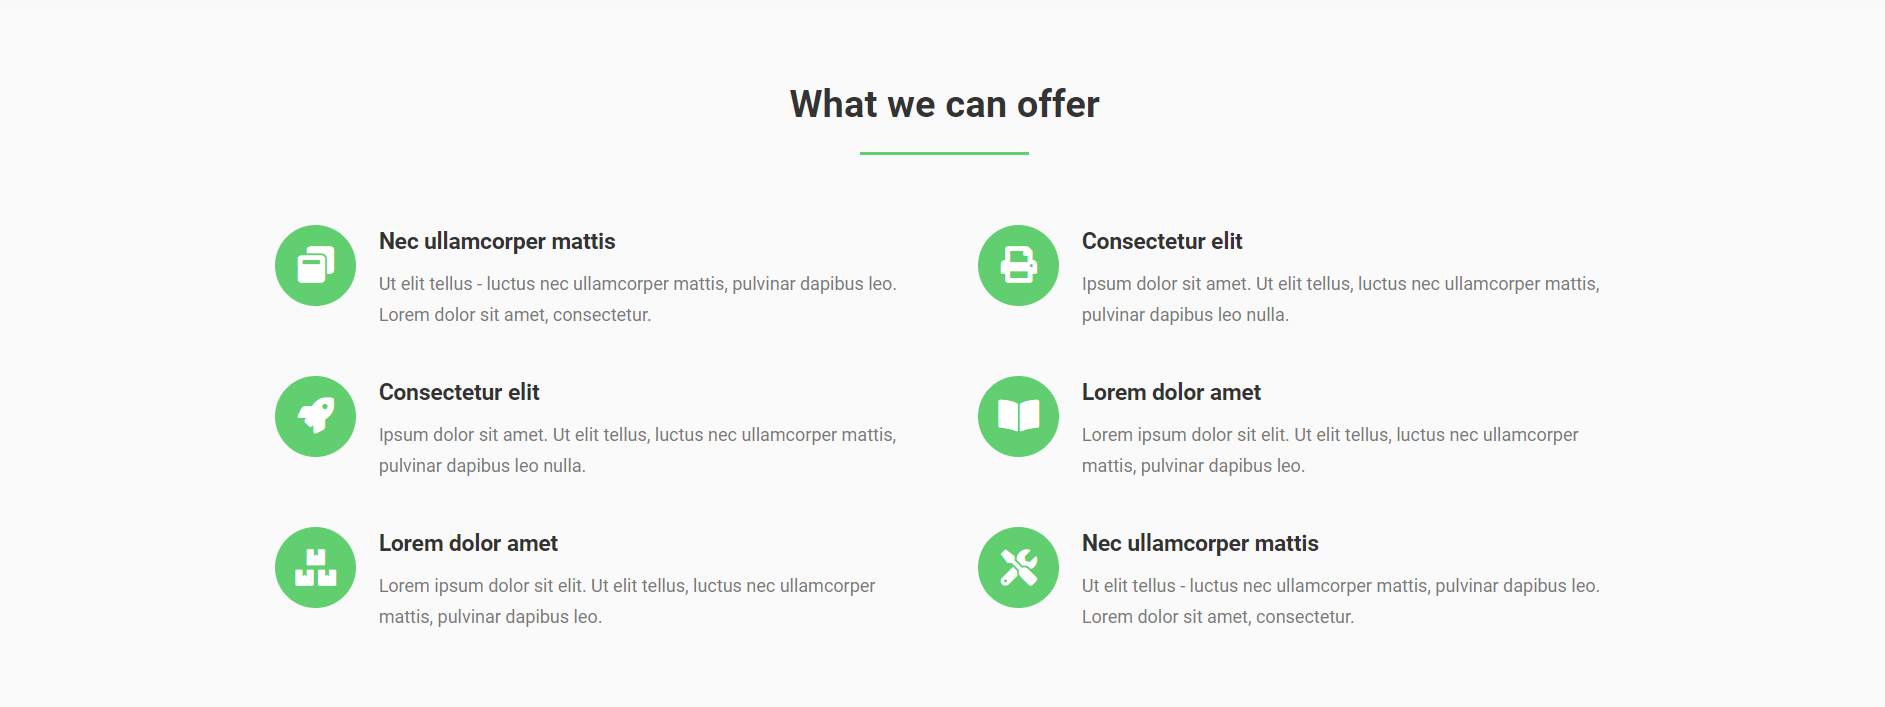 What we can offer
Nec ullamcorper mattis
Ut elit tellus - luctus nec ullamcorper mattis, pulvinar dapibus leo.
Lorem dolor sit amet, consectetur.
Consectetur elit
Ipsum dolor sit amet. Ut elit tellus, luctus nec ullamcorper mattis,
pulvinar dapibus leo nulla.
Consectetur elit
Ipsum dolor sit amet. Ut elit tellus, luctus nec ullamcorper mattis,
pulvinar dapibus leo nulla.
Lorem dolor amet
Lorem ipsum dolor sit elit. Ut elit tellus, luctus nec ullamcorper
mattis, pulvinar dapibus leo.
Lorem dolor amet
Lorem ipsum dolor sit elit. Ut elit tellus, luctus nec ullamcorper
mattis, pulvinar dapibus leo.
Nec ullamcorper mattis
Ut elit tellus - luctus nec ullamcorper mattis, pulvinar dapibus leo.
Lorem dolor sit amet, consectetur.